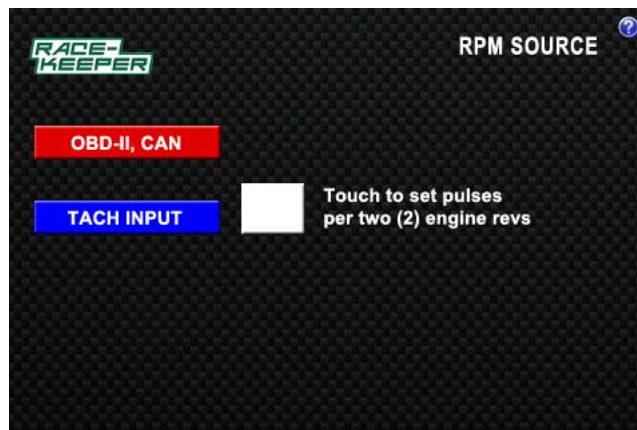 RACE-
KEEPER
RPM SOURCE
?
OBD-II, CAN
TACH INPUT
Touch to set pulses
per two (2) engine revs